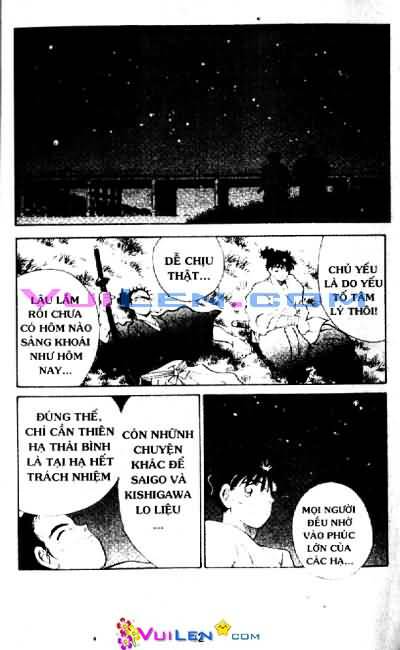 DỄ CHỊU
THẬT...
CHỦ YẾU
LÀ DO YẾU
TỐ TÂM
LÝ THÔI!
LÂU LẮM
RỒI CHƯA
CÓ HÔM NÀO
SẢNG KHOÁI
NHƯ HÔM
NAY...
VUILEN.COM
ĐÚNG THẾ,
CHỈ CẦN THIÊN
HẠ THÁI BÌNH
LÀ TẠI HẠ HẾT
TRÁCH NHIỆM
CÒN NHỮNG
CHUYỆN
KHÁC ĐỂ
SAIGO VÀ
KISHIGAWA
LO LIỆU
...
MỌI NGƯỜI
ĐỀU NHỜ
VÀO PHÚC
LỚN CỦA
CÁC HẠ...
VUILEN
.COM
2